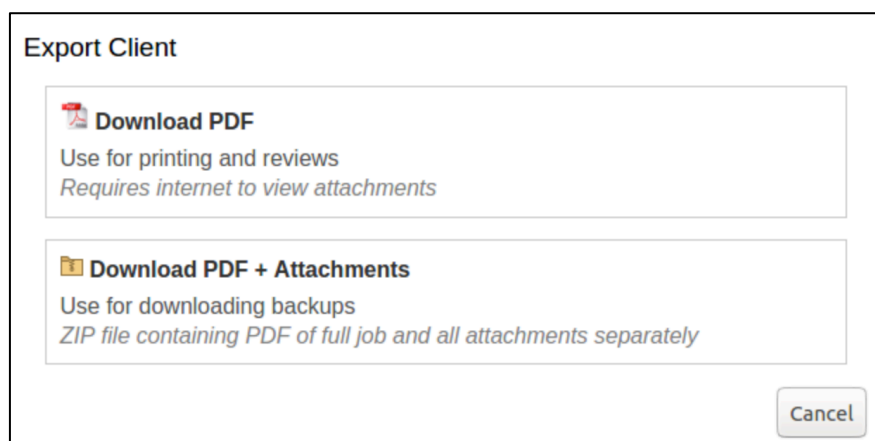 Export Client
Download PDF
Use for printing and reviews
Requires internet to view attachments
Download PDF + Attachments
Use for downloading backups
ZIP file containing PDF of full job and all attachments separately
Cancel